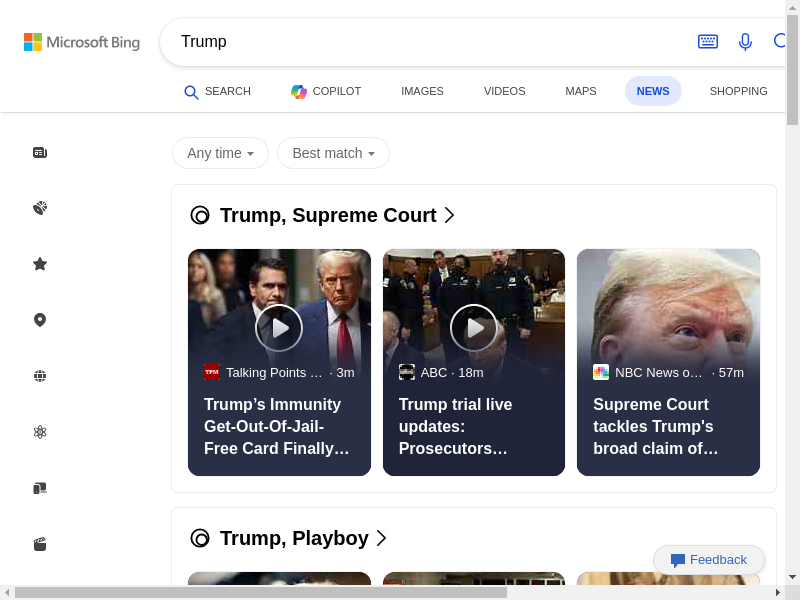 Microsoft Bing
Trump
SEARCH
COPILOT
IMAGES
VIDEOS
MAPS
NEWS
SHOPPING
Any time
Best match
Trump, Supreme Court
TPM Talking Points ... · 3m
Trump’s Immunity
Get-Out-Of-Jail-
Free Card Finally...
ABC · 18m
Trump trial live
updates:
Prosecutors...
NBC News o... · 57m
Supreme Court
tackles Trump's
broad claim of...
Trump, Playboy
Feedback